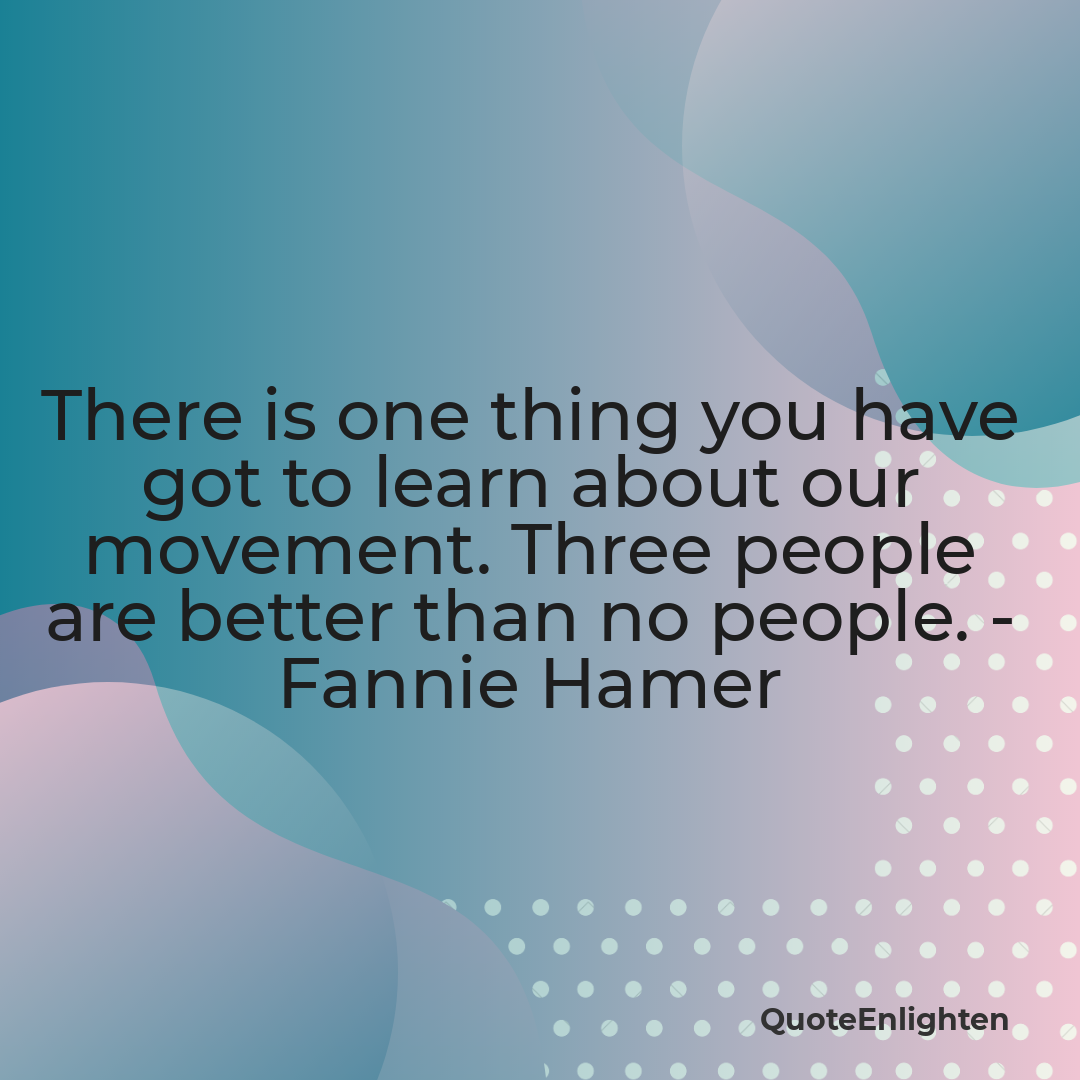 There is one thing you have
got to learn about our
movement. Three people
are better than no people. -
Fannie Hamer
QuoteEnlighten